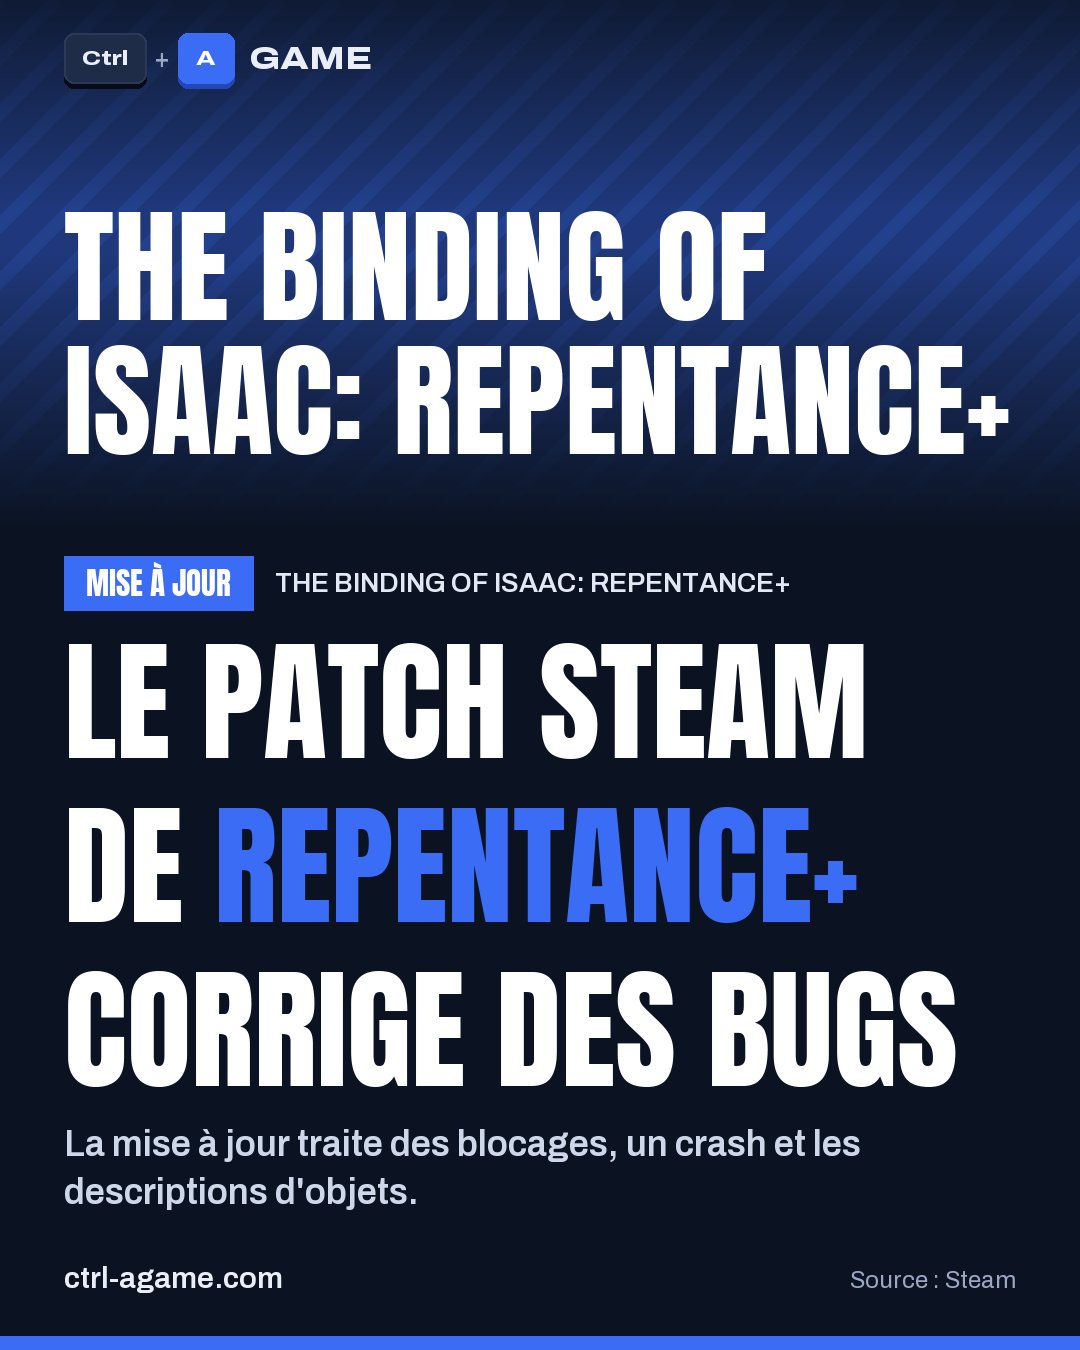 Ctrl + A GAME
THE BINDING OF
ISAAC: REPENTANCE+
MISE À JOUR THE BINDING OF ISAAC: REPENTANCE+
LE PATCH STEAM
DE REPENTANCE+
CORRIGE DES BUGS
La mise à jour traite des blocages, un crash et les
descriptions d'objets.
ctrl-agame.com Source : Steam